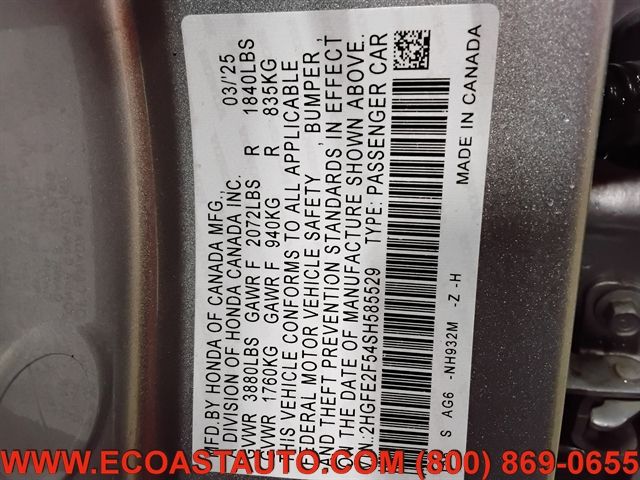 MFD.BY HONDA OF CANADA MFG.,
A DIVISION OF HONDA CANADA INC. 03/25
GVWR 3880LBS GAWR F 2072LBS R 1840LBS
GVWR 1760KG GAWR F 940KG R 835KG
THIS VEHICLE CONFORMS TO ALL APPLICABLE
FEDERAL MOTOR VEHICLE SAFETY BUMPER,
AND THEFT PREVENTION STANDARDS, IN EFFECT
ON THE DATE OF MANUFACTURE SHOWN ABOVE.
2HGFE2F54SH585529 TYPE: PASSENGER CAR
S AG6 -NH932M -Z -H MADE IN CANADA
WWW.ECOASTAUTO.COM (800) 869-0655